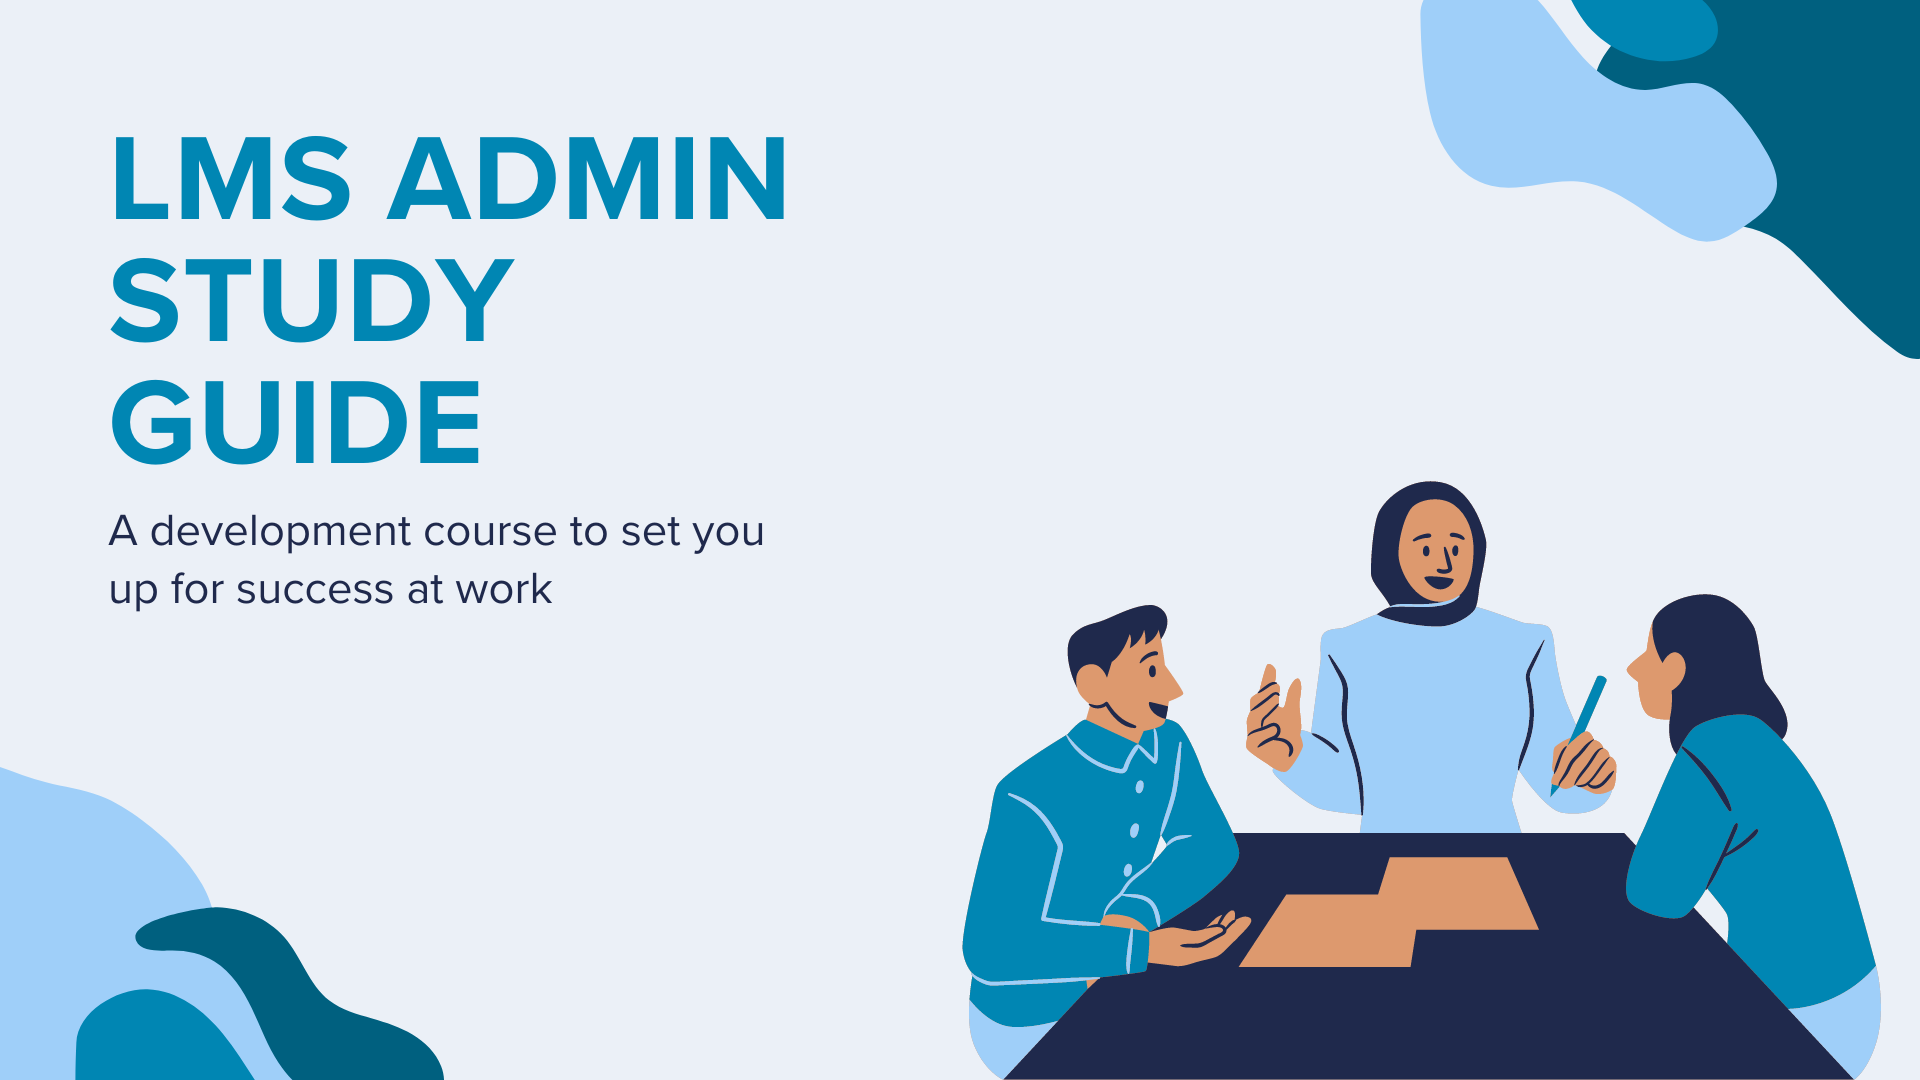 LMS ADMIN
STUDY
GUIDE
A development course to set you
up for success at work